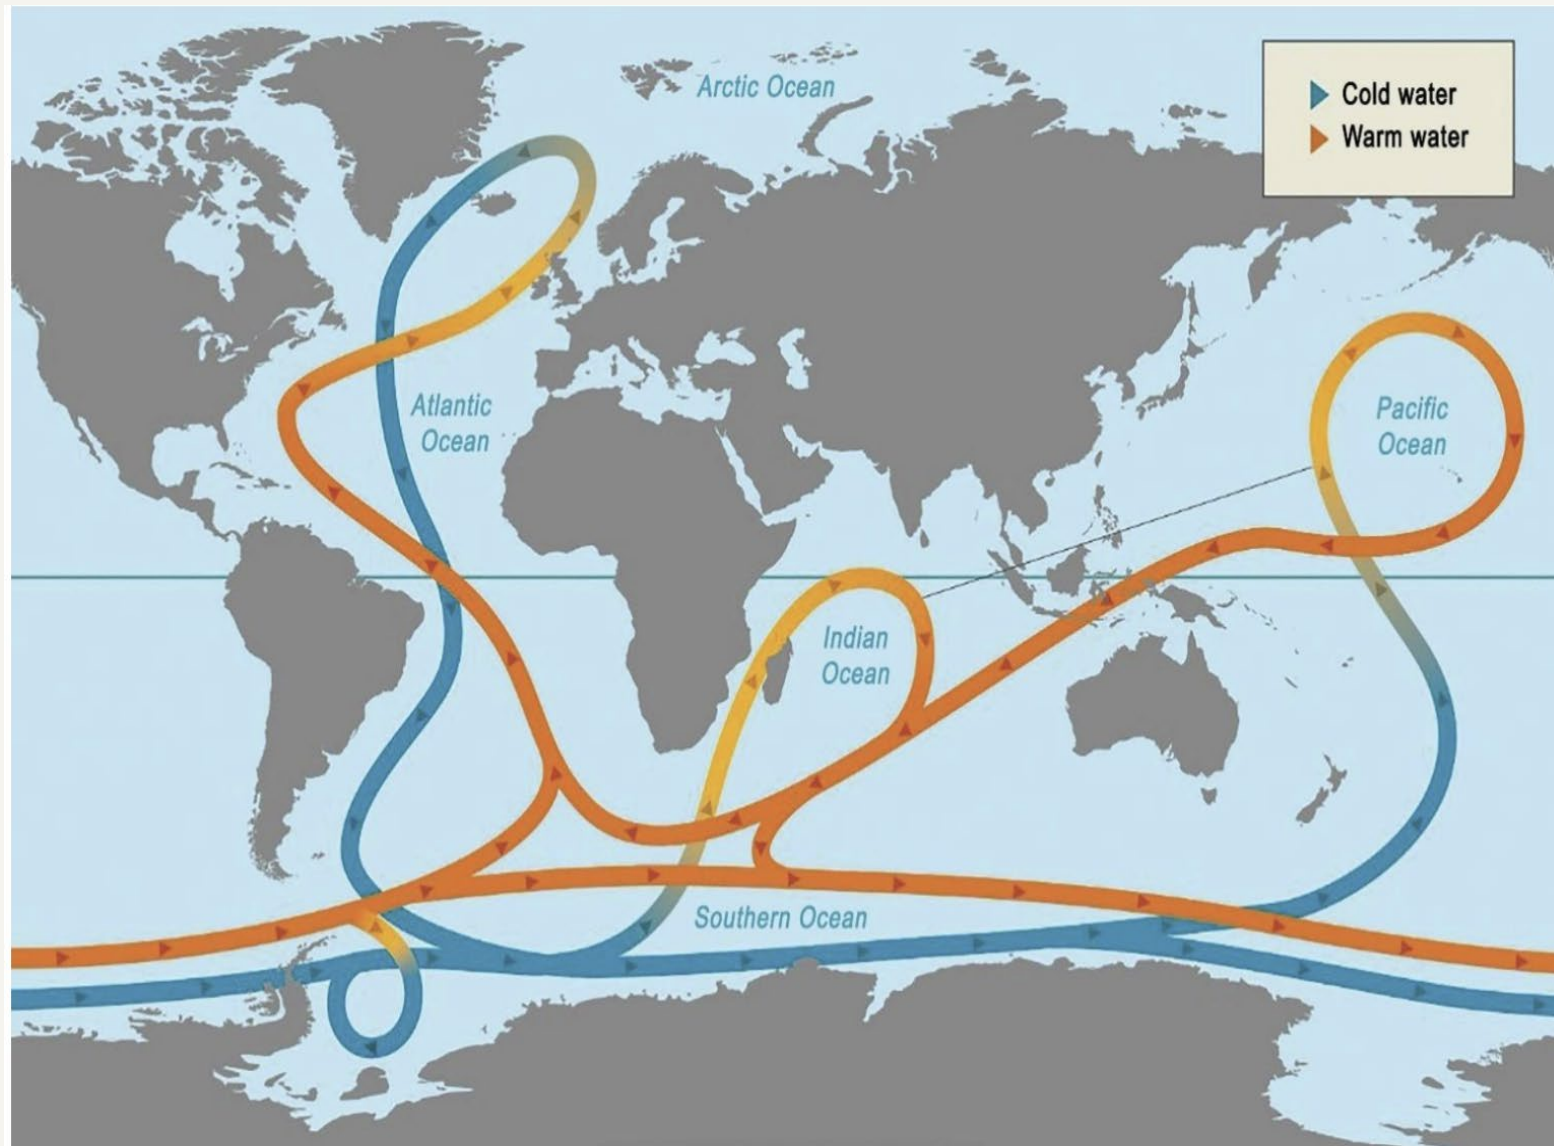 Arctic Ocean
Cold water
Warm water
Atlantic
Ocean
Pacific
Ocean
Indian
Ocean
Southern Ocean